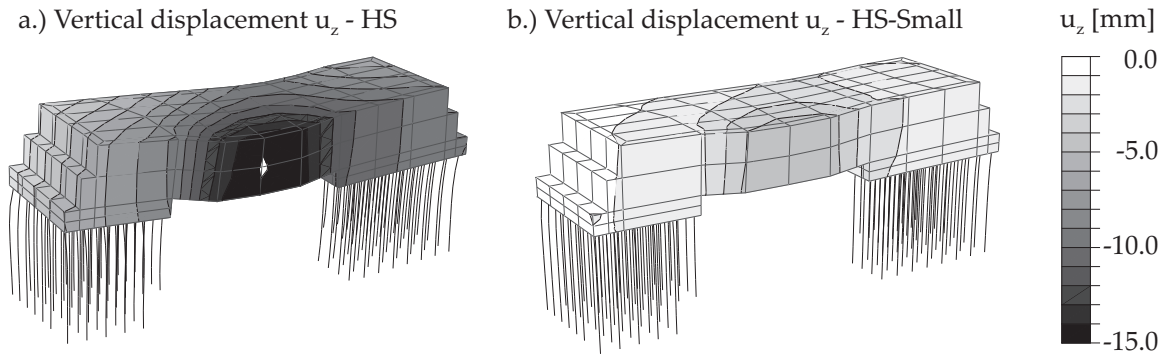 a.) Vertical displacement u_z - HS
b.) Vertical displacement u_z - HS-Small
u_z [mm]
0.0
-5.0
-10.0
-15.0